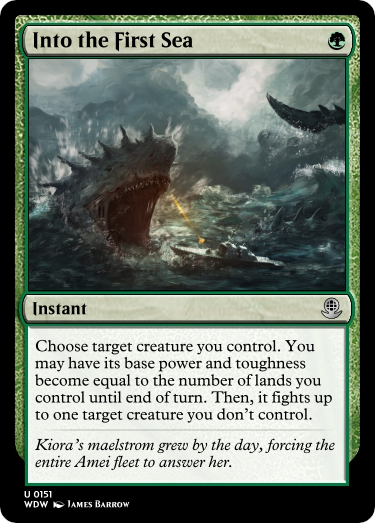 Into the First Sea
Instant
Choose target creature you control. You
may have its base power and toughness
become equal to the number of lands you
control until end of turn. Then, it fights up
to one target creature you don't control.
Kiora's maelstrom grew by the day, forcing the
entire Amei fleet to answer her.
U 0151
WDW James Barrow